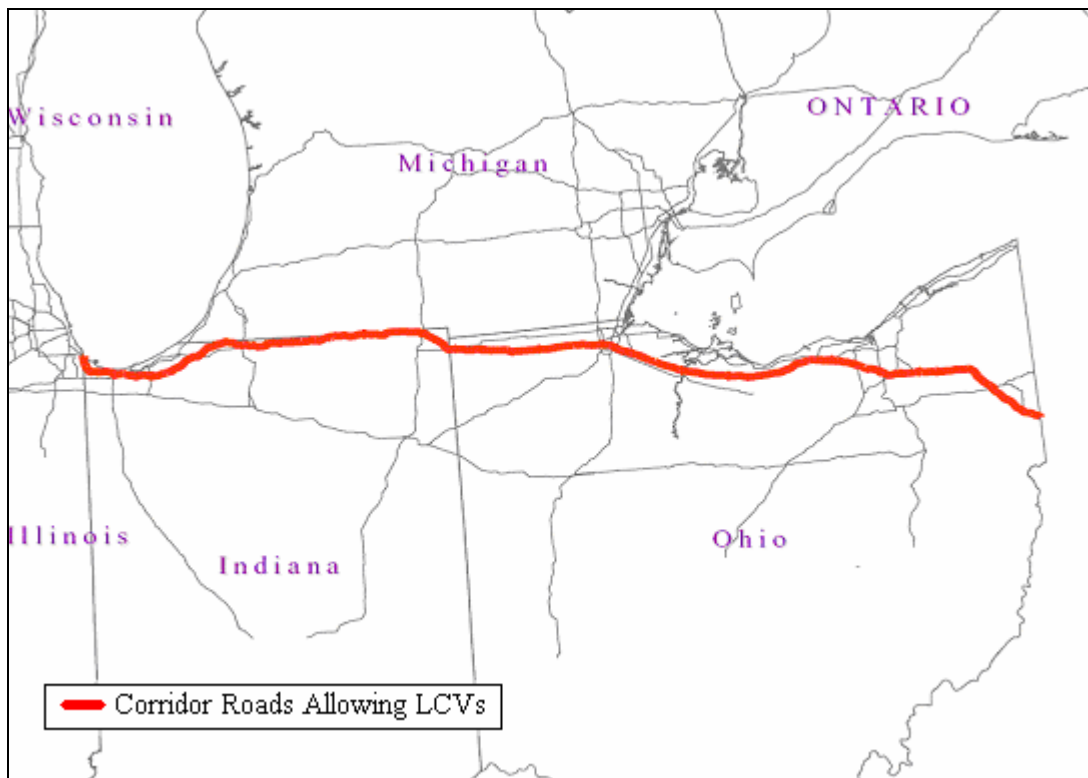 Wisconsin
ONTARIO
Michigan
Illinois
Indiana
Ohio
Corridor Roads Allowing LCVs